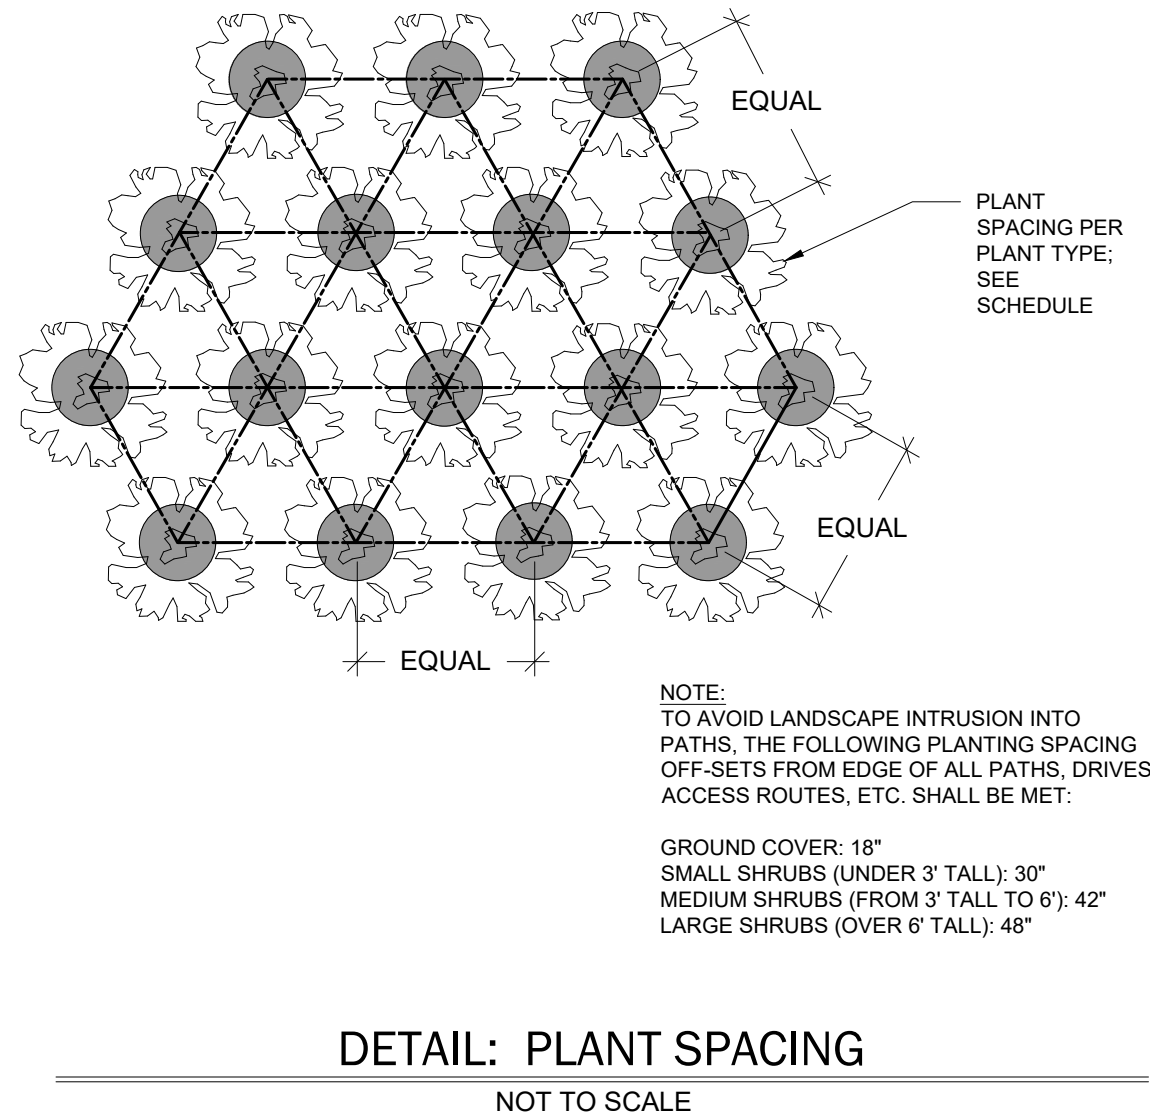 EQUAL
PLANT
SPACING PER
PLANT TYPE;
SEE
SCHEDULE
EQUAL
EQUAL
NOTE:
TO AVOID LANDSCAPE INTRUSION INTO
PATHS, THE FOLLOWING PLANTING SPACING
OFF-SETS FROM EDGE OF ALL PATHS, DRIVES
ACCESS ROUTES, ETC. SHALL BE MET:
GROUND COVER: 18"
SMALL SHRUBS (UNDER 3' TALL): 30"
MEDIUM SHRUBS (FROM 3' TALL TO 6'): 42"
LARGE SHRUBS (OVER 6' TALL): 48"
DETAIL: PLANT SPACING
NOT TO SCALE